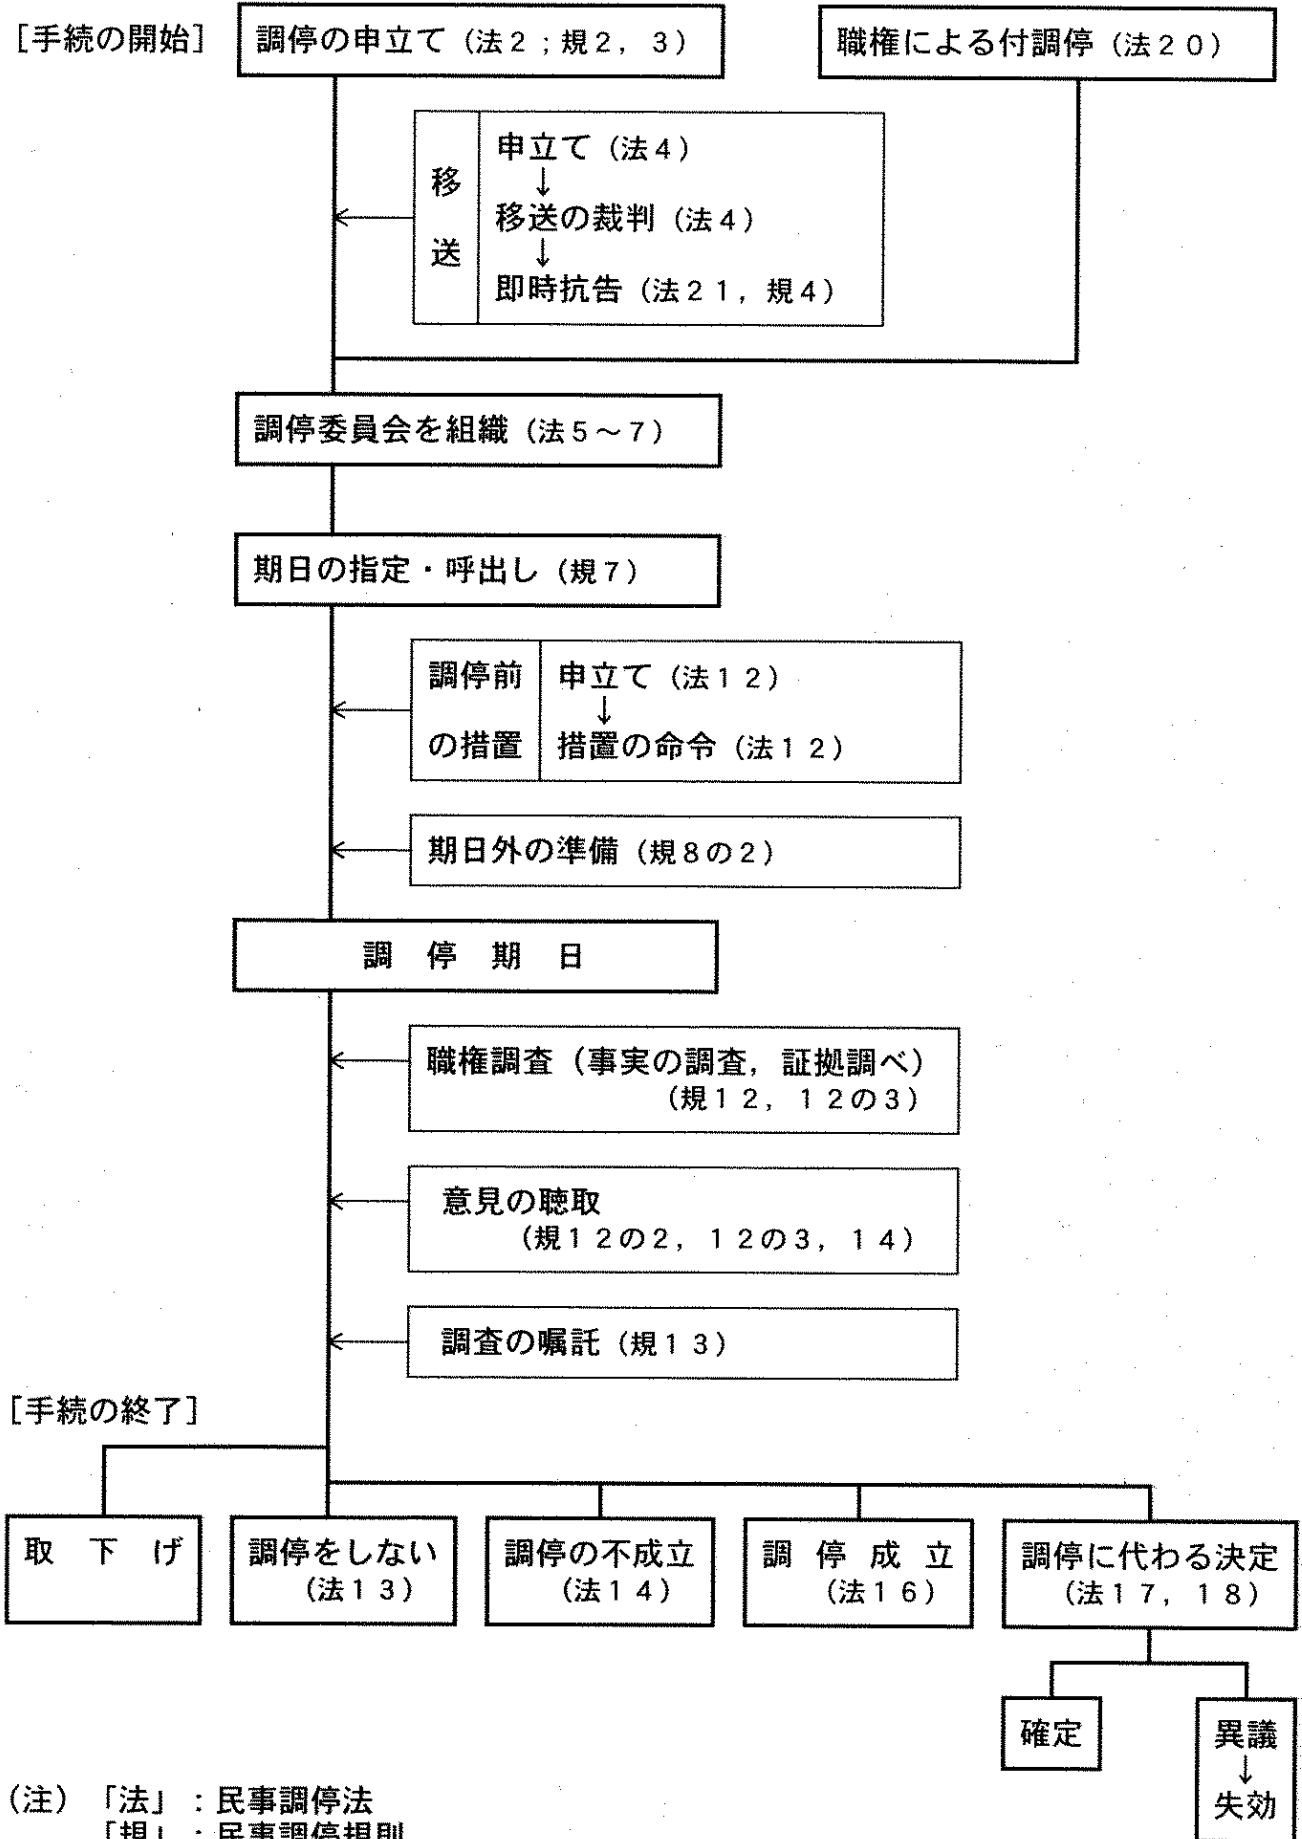 [手続の開始]
調停の申立て（法2；規2，3）
職権による付調停（法20）
移送
申立て（法4）
↓
移送の裁判（法4）
↓
即時抗告（法21，規4）
調停委員会を組織（法5～7）
期日の指定・呼出し（規7）
調停前
の措置
申立て（法12）
↓
措置の命令（法12）
期日外の準備（規8の2）
調 停 期 日
職権調査（事実の調査，証拠調べ）
（規12，12の3）
意見の聴取
（規12の2，12の3，14）
調査の嘱託（規13）
[手続の終了]
取 下 げ
調停をしない
（法13）
調停の不成立
（法14）
調 停 成 立
（法16）
調停に代わる決定
（法17，18）
確定
異議
↓
失効
（注）「法」：民事調停法
「規」：民事調停規則